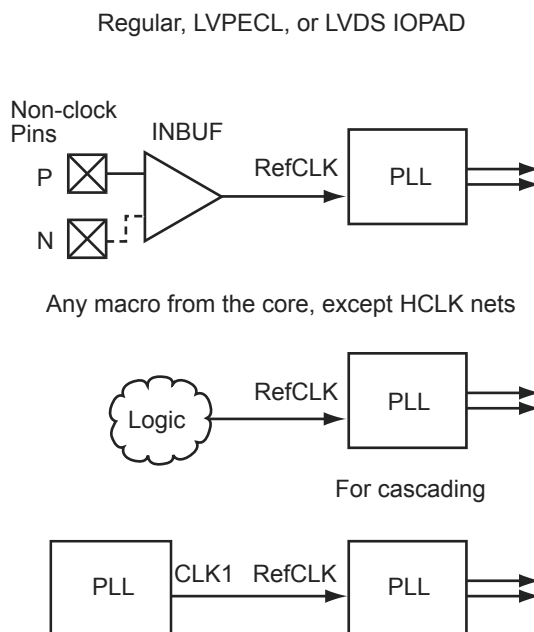 Regular, LVPECL, or LVDS IOPAD
Non-clock
Pins
INBUF
P
RefCLK
PLL
N
Any macro from the core, except HCLK nets
Logic
RefCLK
PLL
For cascading
PLL
CLK1
RefCLK
PLL